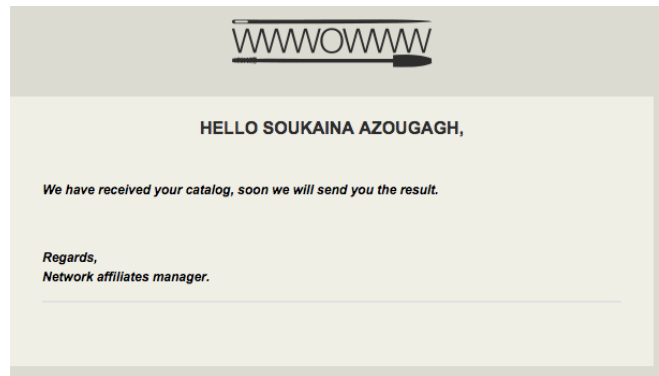 WWWOWWW
HELLO SOUKAINA AZOUGAGH,
We have received your catalog, soon we will send you the result.
Regards,
Network affiliates manager.